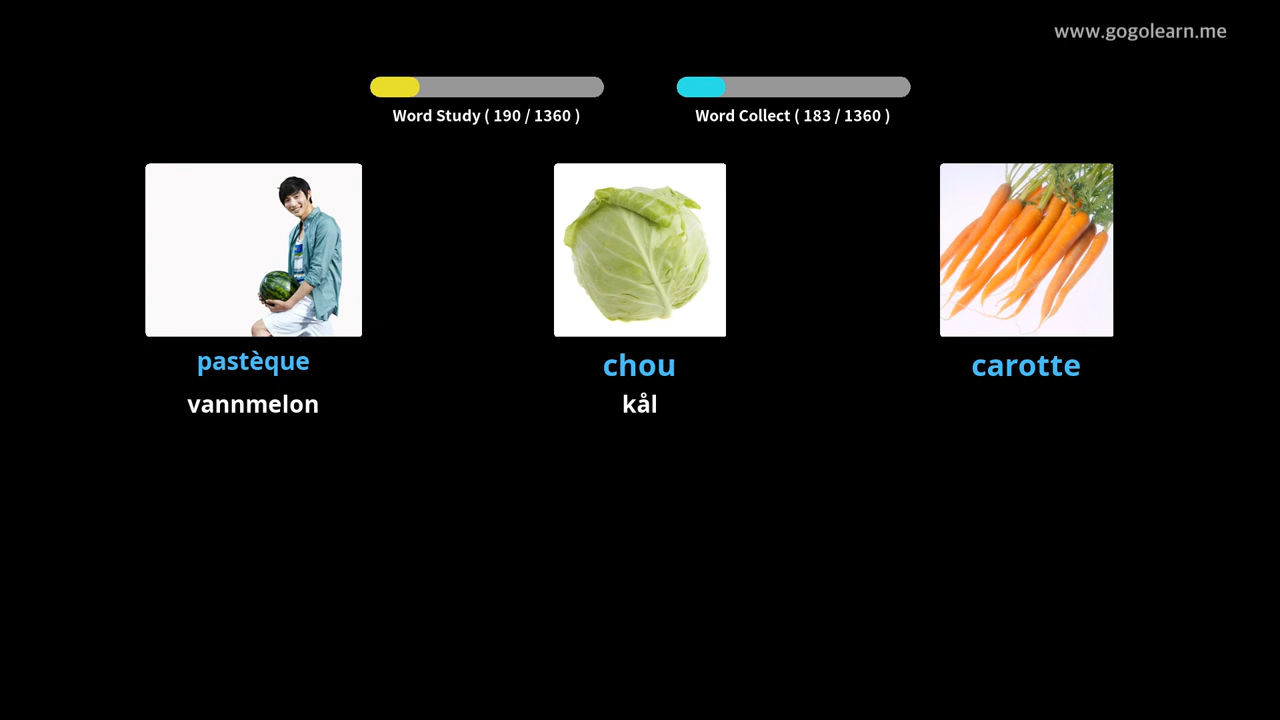 www.gogolearn.me
Word Study ( 190 / 1360 )
Word Collect ( 183 / 1360 )
pastèque
chou
carotte
vannmelon
kål